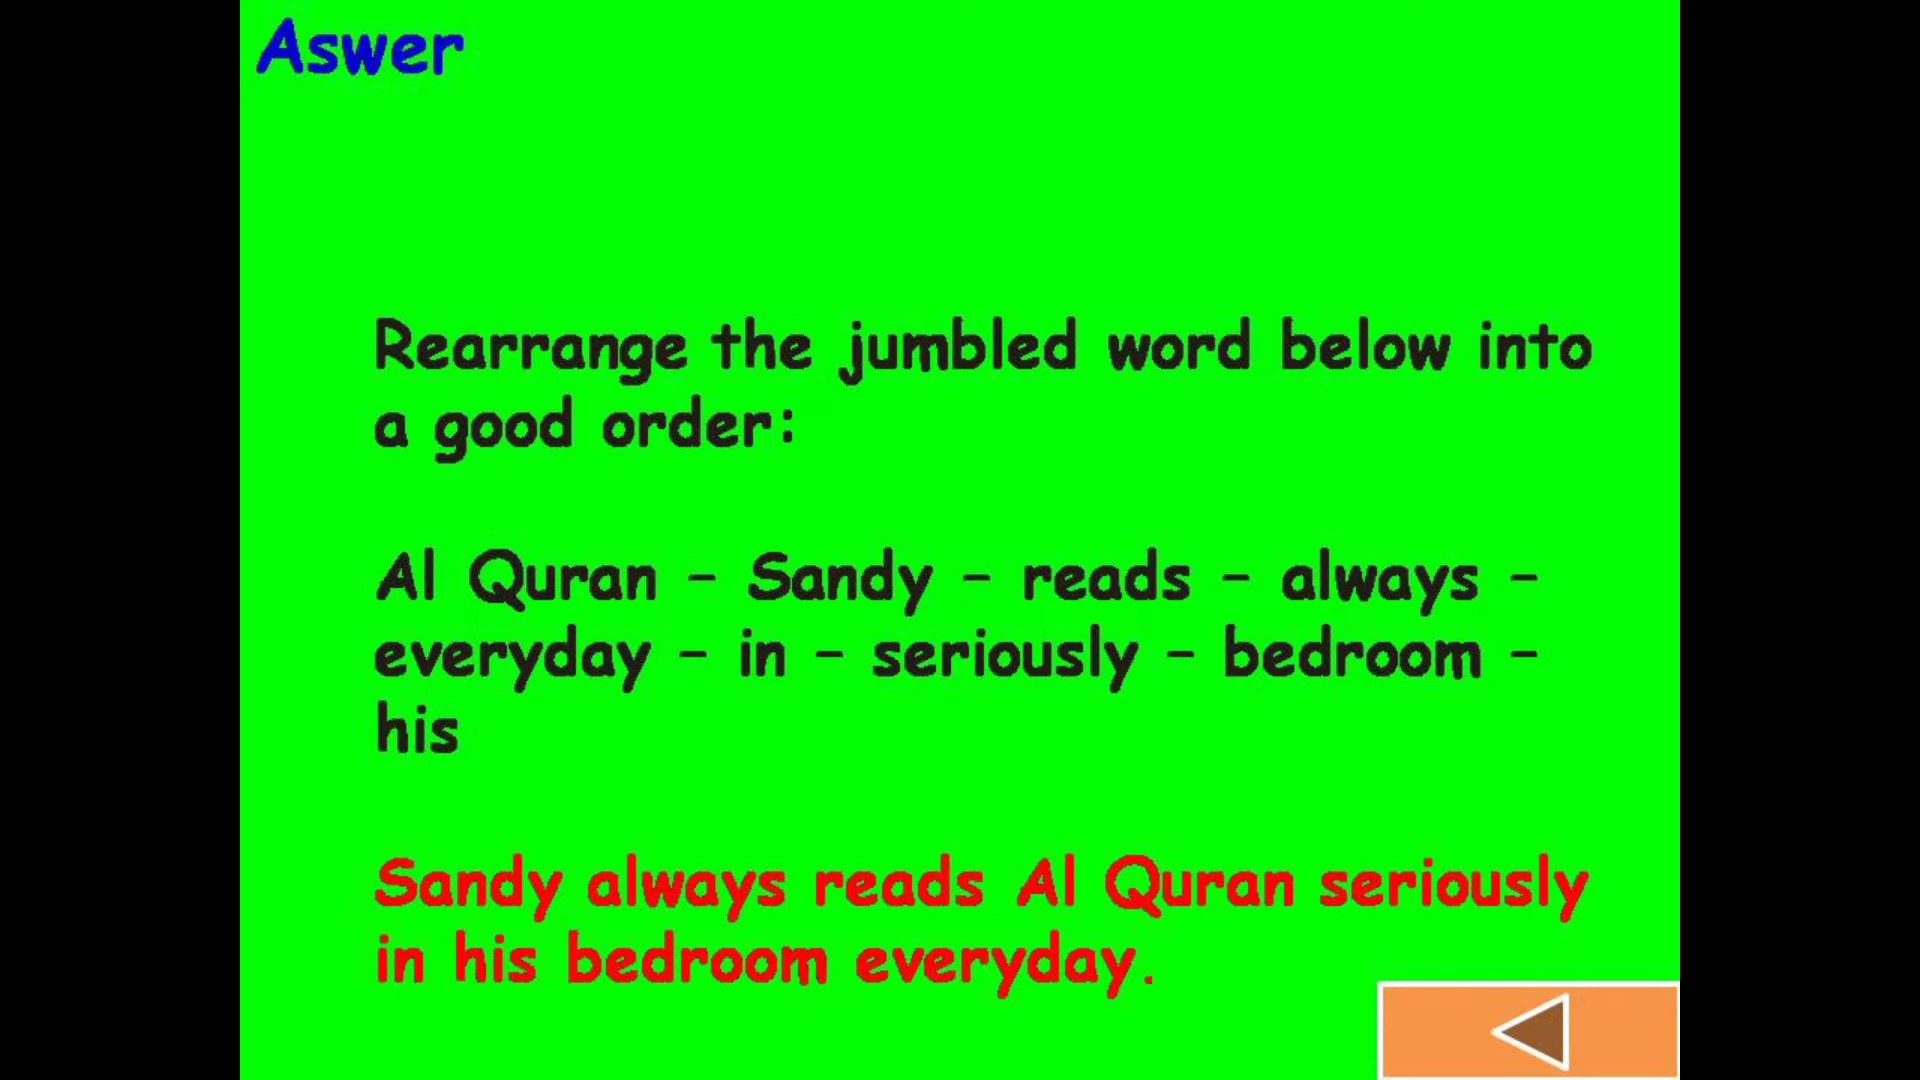 Aswer
Rearrange the jumbled word below into
a good order:
Al Quran – Sandy – reads – always –
everyday – in – seriously – bedroom –
his
Sandy always reads Al Quran seriously
in his bedroom everyday.